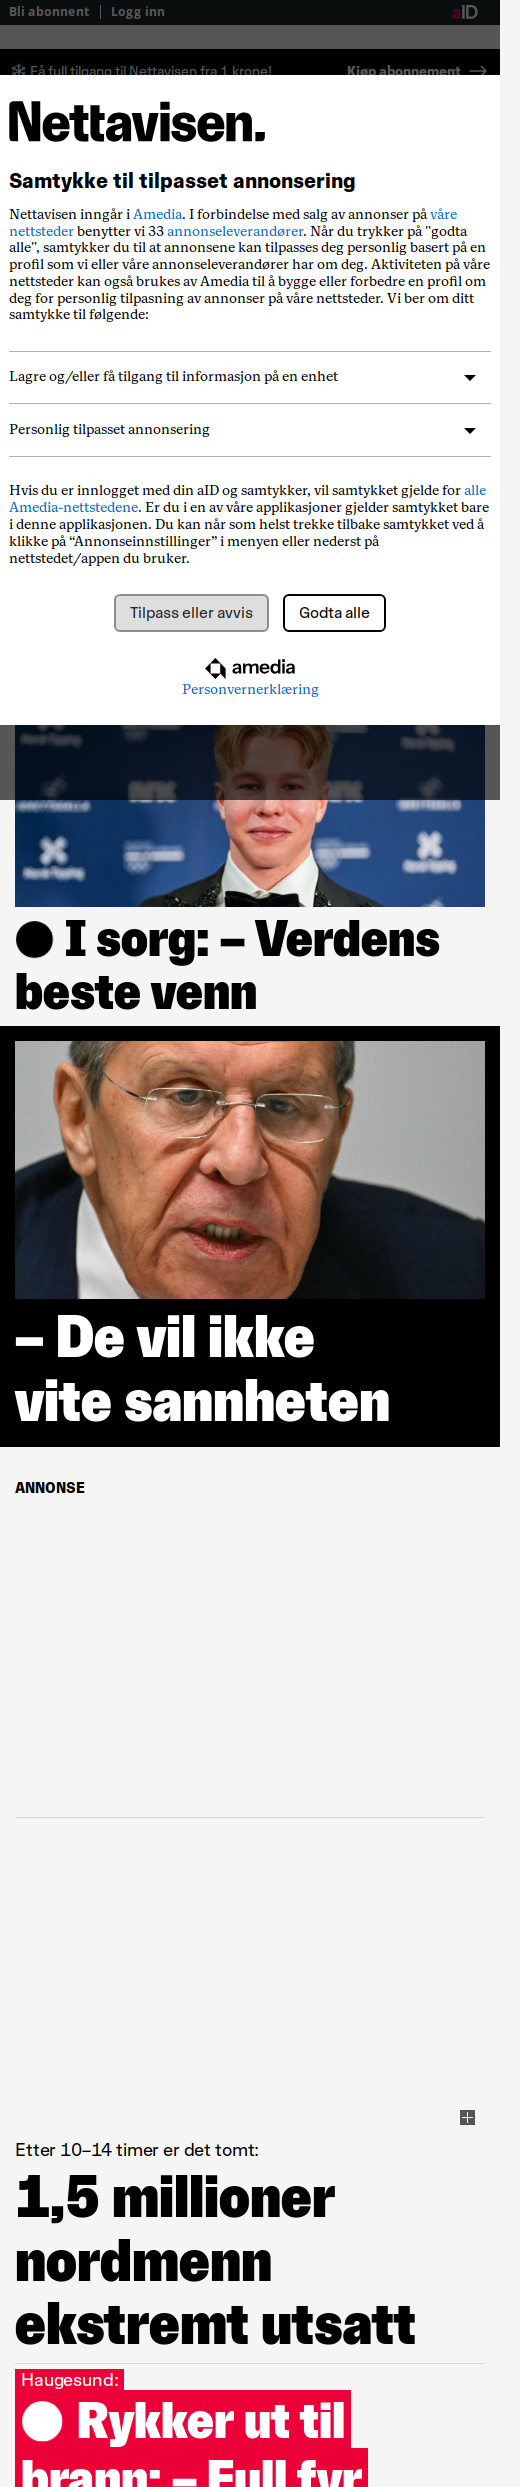 Bli abonnent | Logg inn
aID
Få full tilgang til Nettavisen fra 1 krone!
Kjøp abonnement
Nettavisen.
Samtykke til tilpasset annonsering
Nettavisen inngår i Amedia. I forbindelse med salg av annonser på våre
nettsteder benytter vi 33 annonseleverandører. Når du trykker på "godta
alle", samtykker du til at annonsene kan tilpasses deg personlig basert på en
profil som vi eller våre annonseleverandører har om deg. Aktiviteten på våre
nettsteder kan også brukes av Amedia til å bygge eller forbedre en profil om
deg for personlig tilpasning av annonser på våre nettsteder. Vi ber om ditt
samtykke til følgende:
Lagre og/eller få tilgang til informasjon på en enhet
Personlig tilpasset annonsering
Hvis du er innlogget med din aID og samtykker, vil samtykket gjelde for alle
Amedia-nettstedene. Er du i en av våre applikasjoner gjelder samtykket bare
i denne applikasjonen. Du kan når som helst trekke tilbake samtykket ved å
klikke på “Annonseinnstillinger” i menyen eller nederst på
nettstedet/appen du bruker.
Tilpass eller avvis
Godta alle
amedia
Personvernerklæring
I sorg: – Verdens
beste venn
– De vil ikke
vite sannheten
ANNONSE
Etter 10–14 timer er det tomt:
1,5 millioner
nordmenn
ekstremt utsatt
Haugesund:
Rykker ut til
brann: – Full fyr